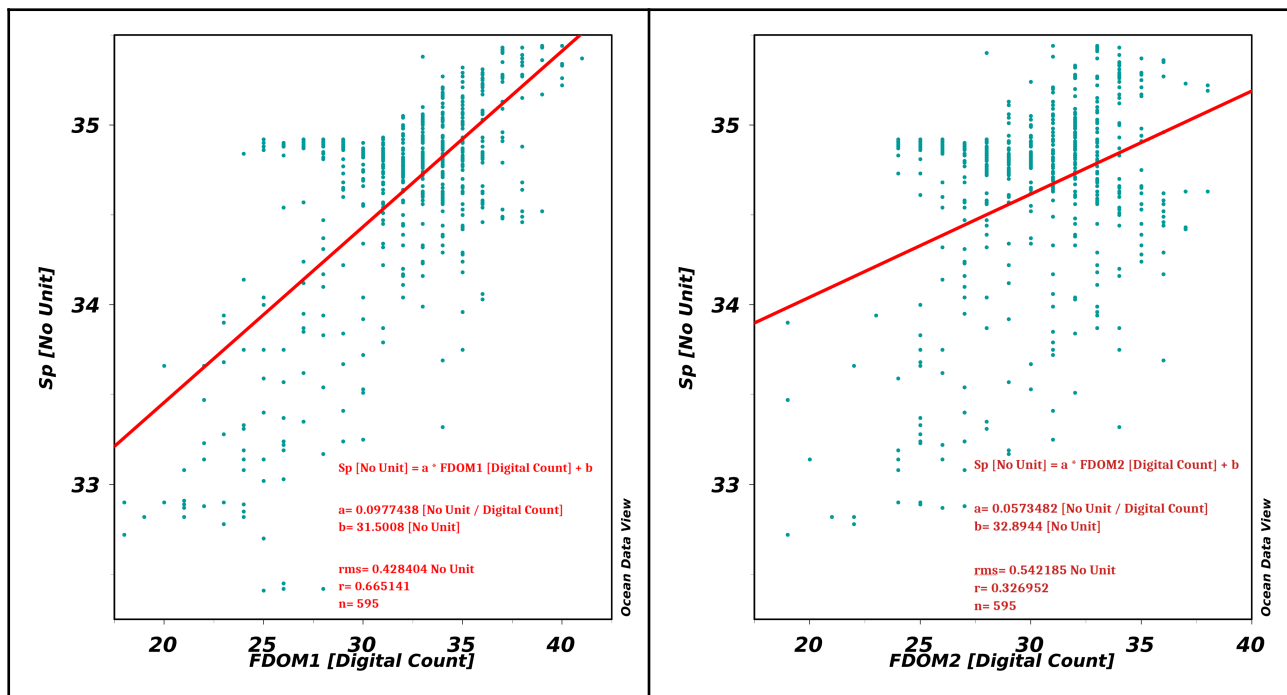 35
34
33
Sp [No Unit]
Sp [No Unit] = a * FDOM1 [Digital Count] + b
a= 0.0977438 [No Unit / Digital Count]
b= 31.5008 [No Unit]
rms= 0.428404 No Unit
r= 0.665141
n= 595
20 25 30 35 40
FDOM1 [Digital Count]
Ocean Data View
35
34
33
Sp [No Unit]
Sp [No Unit] = a * FDOM2 [Digital Count] + b
a= 0.0573482 [No Unit / Digital Count]
b= 32.8944 [No Unit]
rms= 0.542185 No Unit
r= 0.326952
n= 595
20 25 30 35 40
FDOM2 [Digital Count]
Ocean Data View